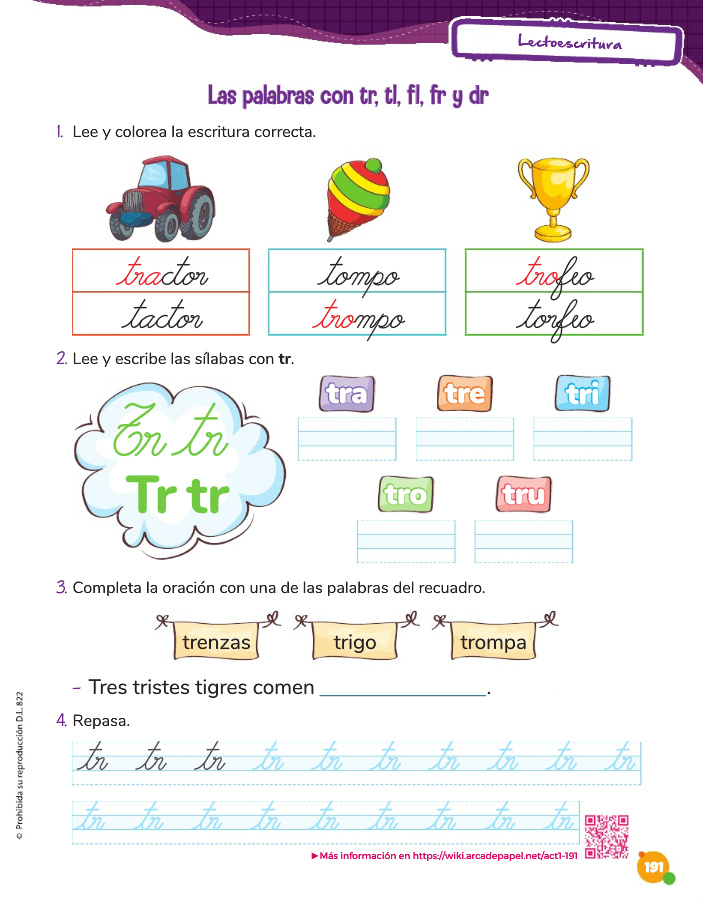 Lectoescritura
Las palabras con tr, tl, fl, fr y dr
1. Lee y colorea la escritura correcta.
tractor tompo trofeo
tactor trompo torfeo
2. Lee y escribe las sílabas con tr.
Tr tr
Tr tr
tra tre tri
tro tru
3. Completa la oración con una de las palabras del recuadro.
trenzas trigo trompa
– Tres tristes tigres comen ______________.
4. Repasa.
tr tr tr tr tr tr tr tr tr tr
tr tr tr tr tr tr tr tr tr
▶Más información en https://wiki.arcadepapel.net/act1-191
191
© Prohibida su reproducción D.L. 822